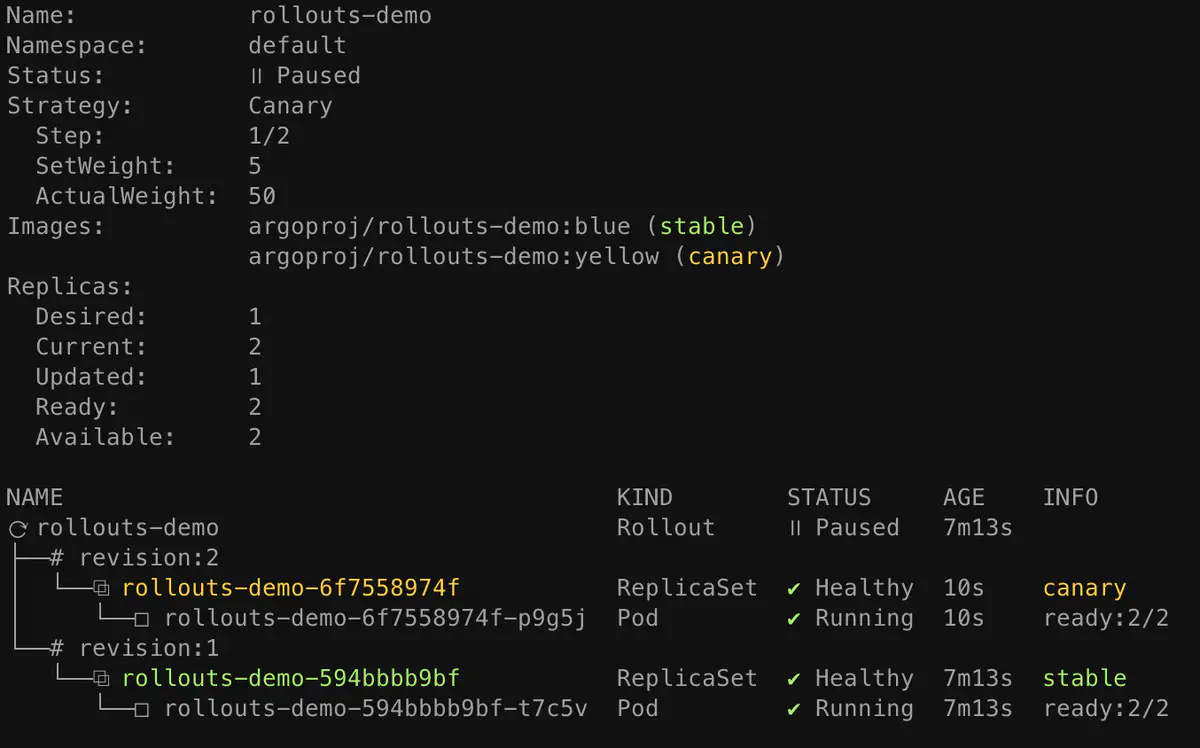 Name:            rollouts-demo
Namespace:       default
Status:          ॥ Paused
Strategy:        Canary
  Step:          1/2
  SetWeight:     5
  ActualWeight:  50
Images:          argoproj/rollouts-demo:blue (stable)
                 argoproj/rollouts-demo:yellow (canary)
Replicas:
  Desired:       1
  Current:       2
  Updated:       1
  Ready:         2
  Available:     2

NAME                                       KIND        STATUS     AGE    INFO
⟳ rollouts-demo                            Rollout     ॥ Paused   7m13s
├──# revision:2
│  └──⧉ rollouts-demo-6f7558974f           ReplicaSet  ✔ Healthy  10s    canary
│     └──□ rollouts-demo-6f7558974f-p9g5j  Pod         ✔ Running  10s    ready:2/2
└──# revision:1
   └──⧉ rollouts-demo-594bbbb9bf           ReplicaSet  ✔ Healthy  7m13s  stable
      └──□ rollouts-demo-594bbbb9bf-t7c5v  Pod         ✔ Running  7m13s  ready:2/2